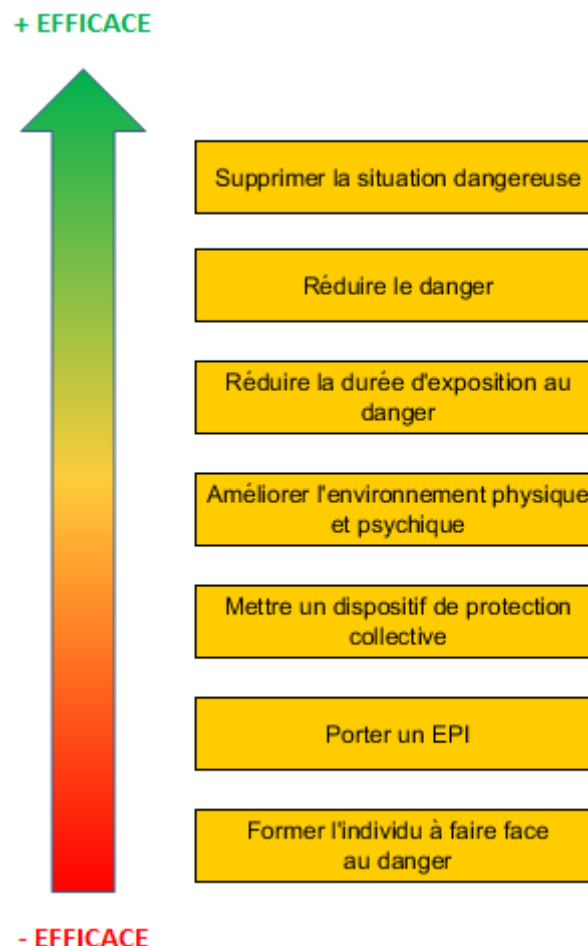 + EFFICACE
Supprimer la situation dangereuse
Réduire le danger
Réduire la durée d'exposition au
danger
Améliorer l'environnement physique
et psychique
Mettre un dispositif de protection
collective
Porter un EPI
Former l'individu à faire face
au danger
- EFFICACE